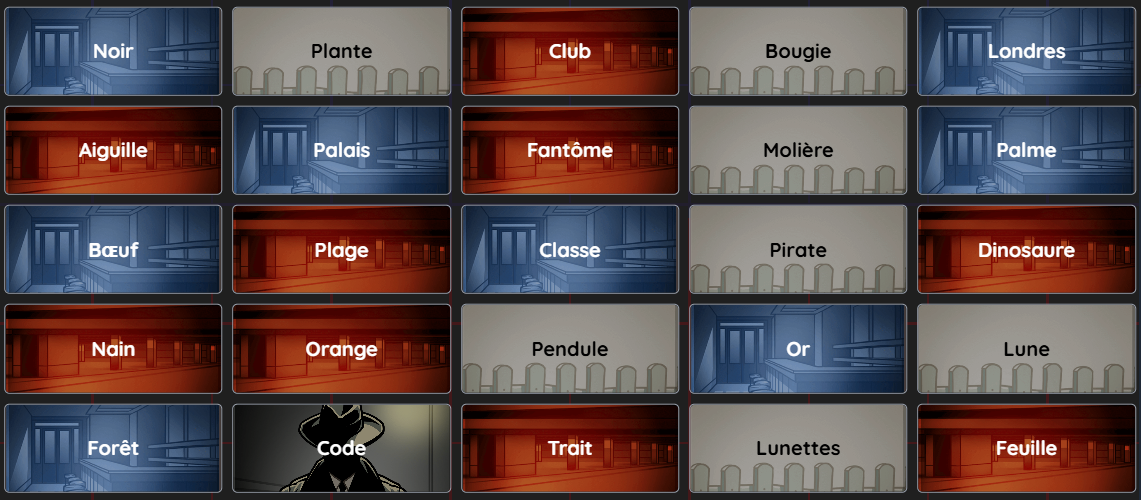 Noir
Plante
Club
Bougie
Londres
Aiguille
Palais
Fantôme
Molière
Palme
Bœuf
Plage
Classe
Pirate
Dinosaure
Nain
Orange
Pendule
Or
Lune
Forêt
Code
Trait
Lunettes
Feuille